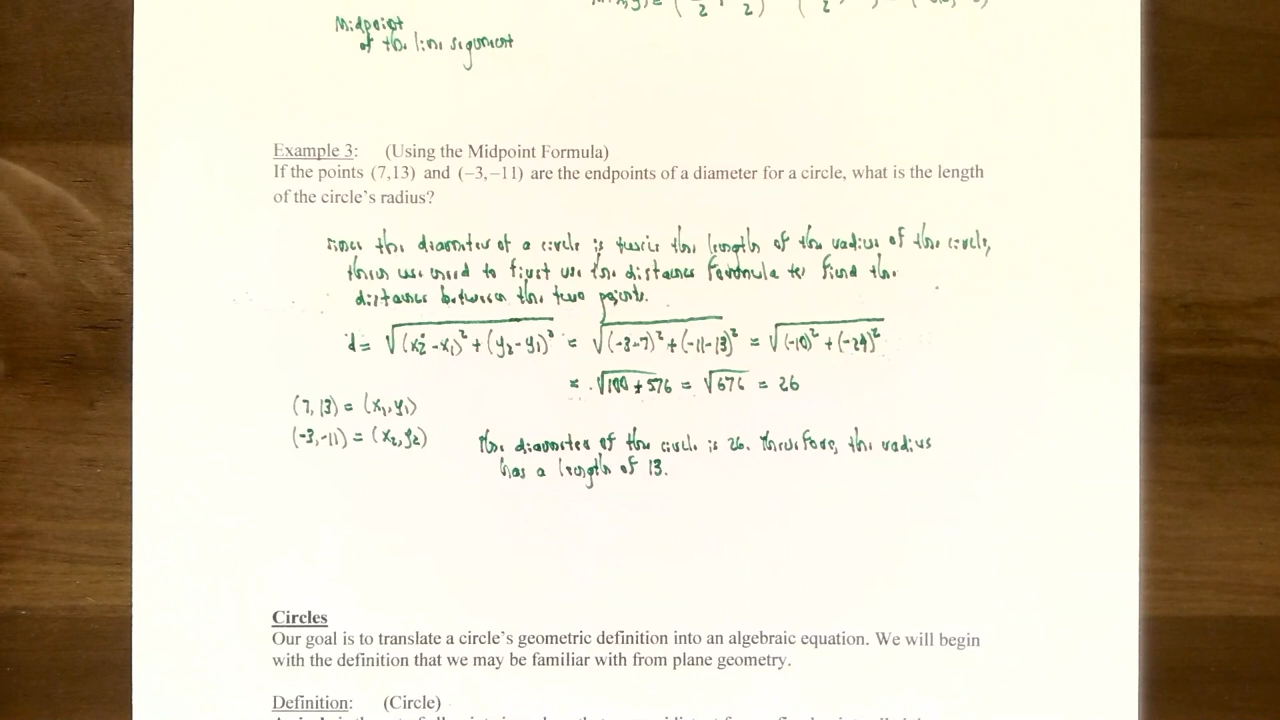 Midpoint
of the line segment
Example 3: (Using the Midpoint Formula)
If the points (7,13) and (−3,−11) are the endpoints of a diameter for a circle, what is the length
of the circle's radius?
Since the diameter of a circle is twice the length of the radius of the circle,
then we need to first use the distance formula to find the
distance between the two points.
d = √(x₂-x₁)² + (y₂-y₁)² = √(-3-7)² + (-11-13)² = √(-10)² + (-24)²
= √100 + 576 = √676 = 26
(7, 13) = (x₁, y₁)
(-3, -11) = (x₂, y₂)
The diameter of the circle is 26. Therefore, the radius
has a length of 13.
Circles
Our goal is to translate a circle's geometric definition into an algebraic equation. We will begin
with the definition that we may be familiar with from plane geometry.
Definition: (Circle)